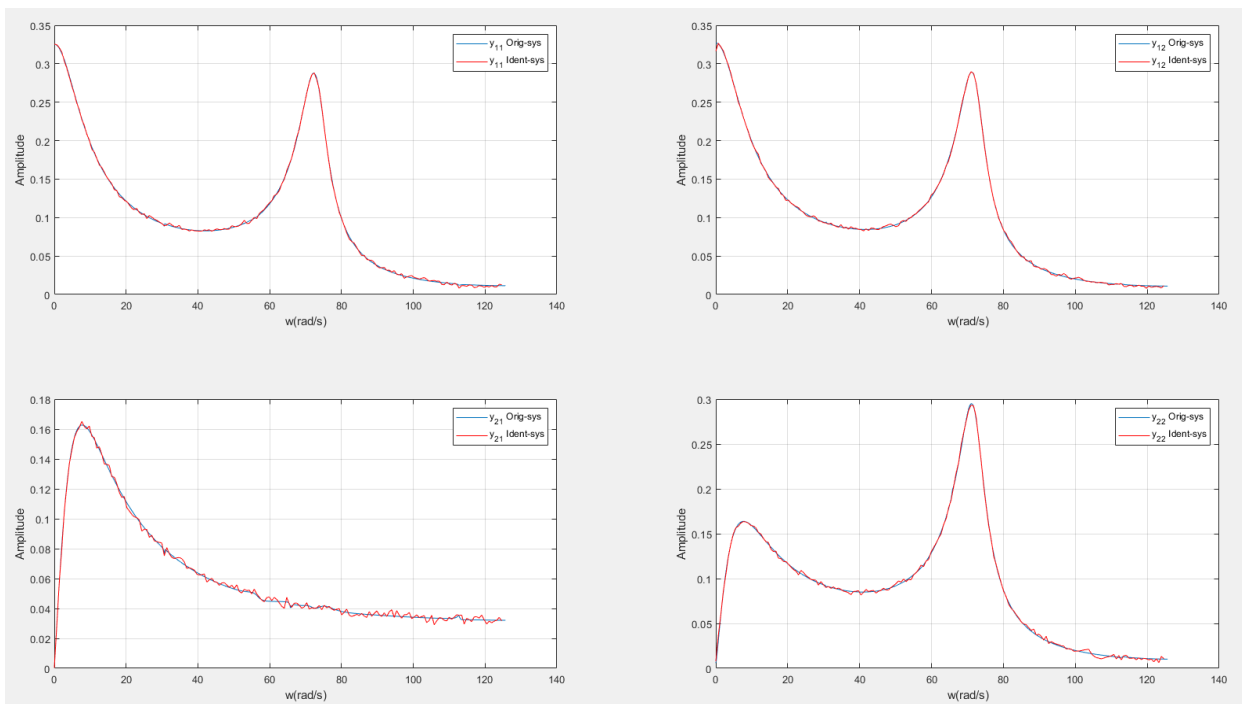 0.35
0.3
0.25
0.2
0.15
0.1
0.05
0
Amplitude
0 20 40 60 80 100 120 140
w(rad/s)
y11 Orig-sys
y11 Ident-sys
0.35
0.3
0.25
0.2
0.15
0.1
0.05
0
Amplitude
0 20 40 60 80 100 120 140
w(rad/s)
y12 Orig-sys
y12 Ident-sys
0.18
0.16
0.14
0.12
0.1
0.08
0.06
0.04
0.02
0
Amplitude
0 20 40 60 80 100 120 140
w(rad/s)
y21 Orig-sys
y21 Ident-sys
0.3
0.25
0.2
0.15
0.1
0.05
0
Amplitude
0 20 40 60 80 100 120 140
w(rad/s)
y22 Orig-sys
y22 Ident-sys